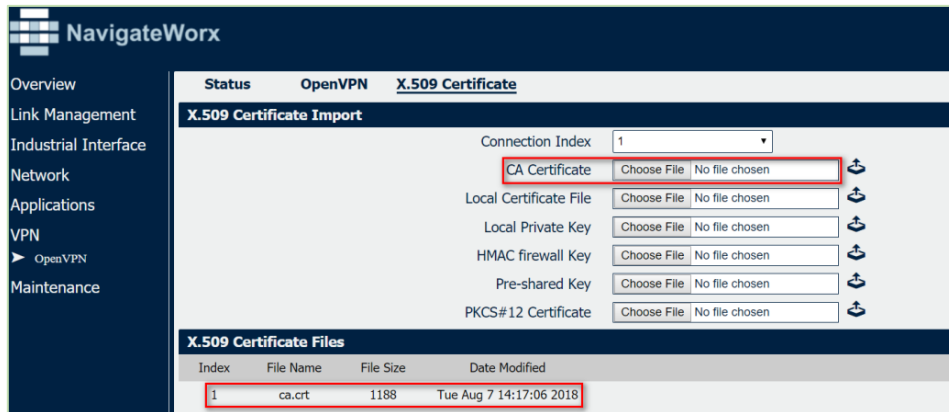 NavigateWorx
Overview
Link Management
Industrial Interface
Network
Applications
VPN
➤ OpenVPN
Maintenance
Status OpenVPN X.509 Certificate
X.509 Certificate Import
Connection Index 1
CA Certificate Choose File No file chosen
Local Certificate File Choose File No file chosen
Local Private Key Choose File No file chosen
HMAC firewall Key Choose File No file chosen
Pre-shared Key Choose File No file chosen
PKCS#12 Certificate Choose File No file chosen
X.509 Certificate Files
Index File Name File Size Date Modified
1 ca.crt 1188 Tue Aug 7 14:17:06 2018